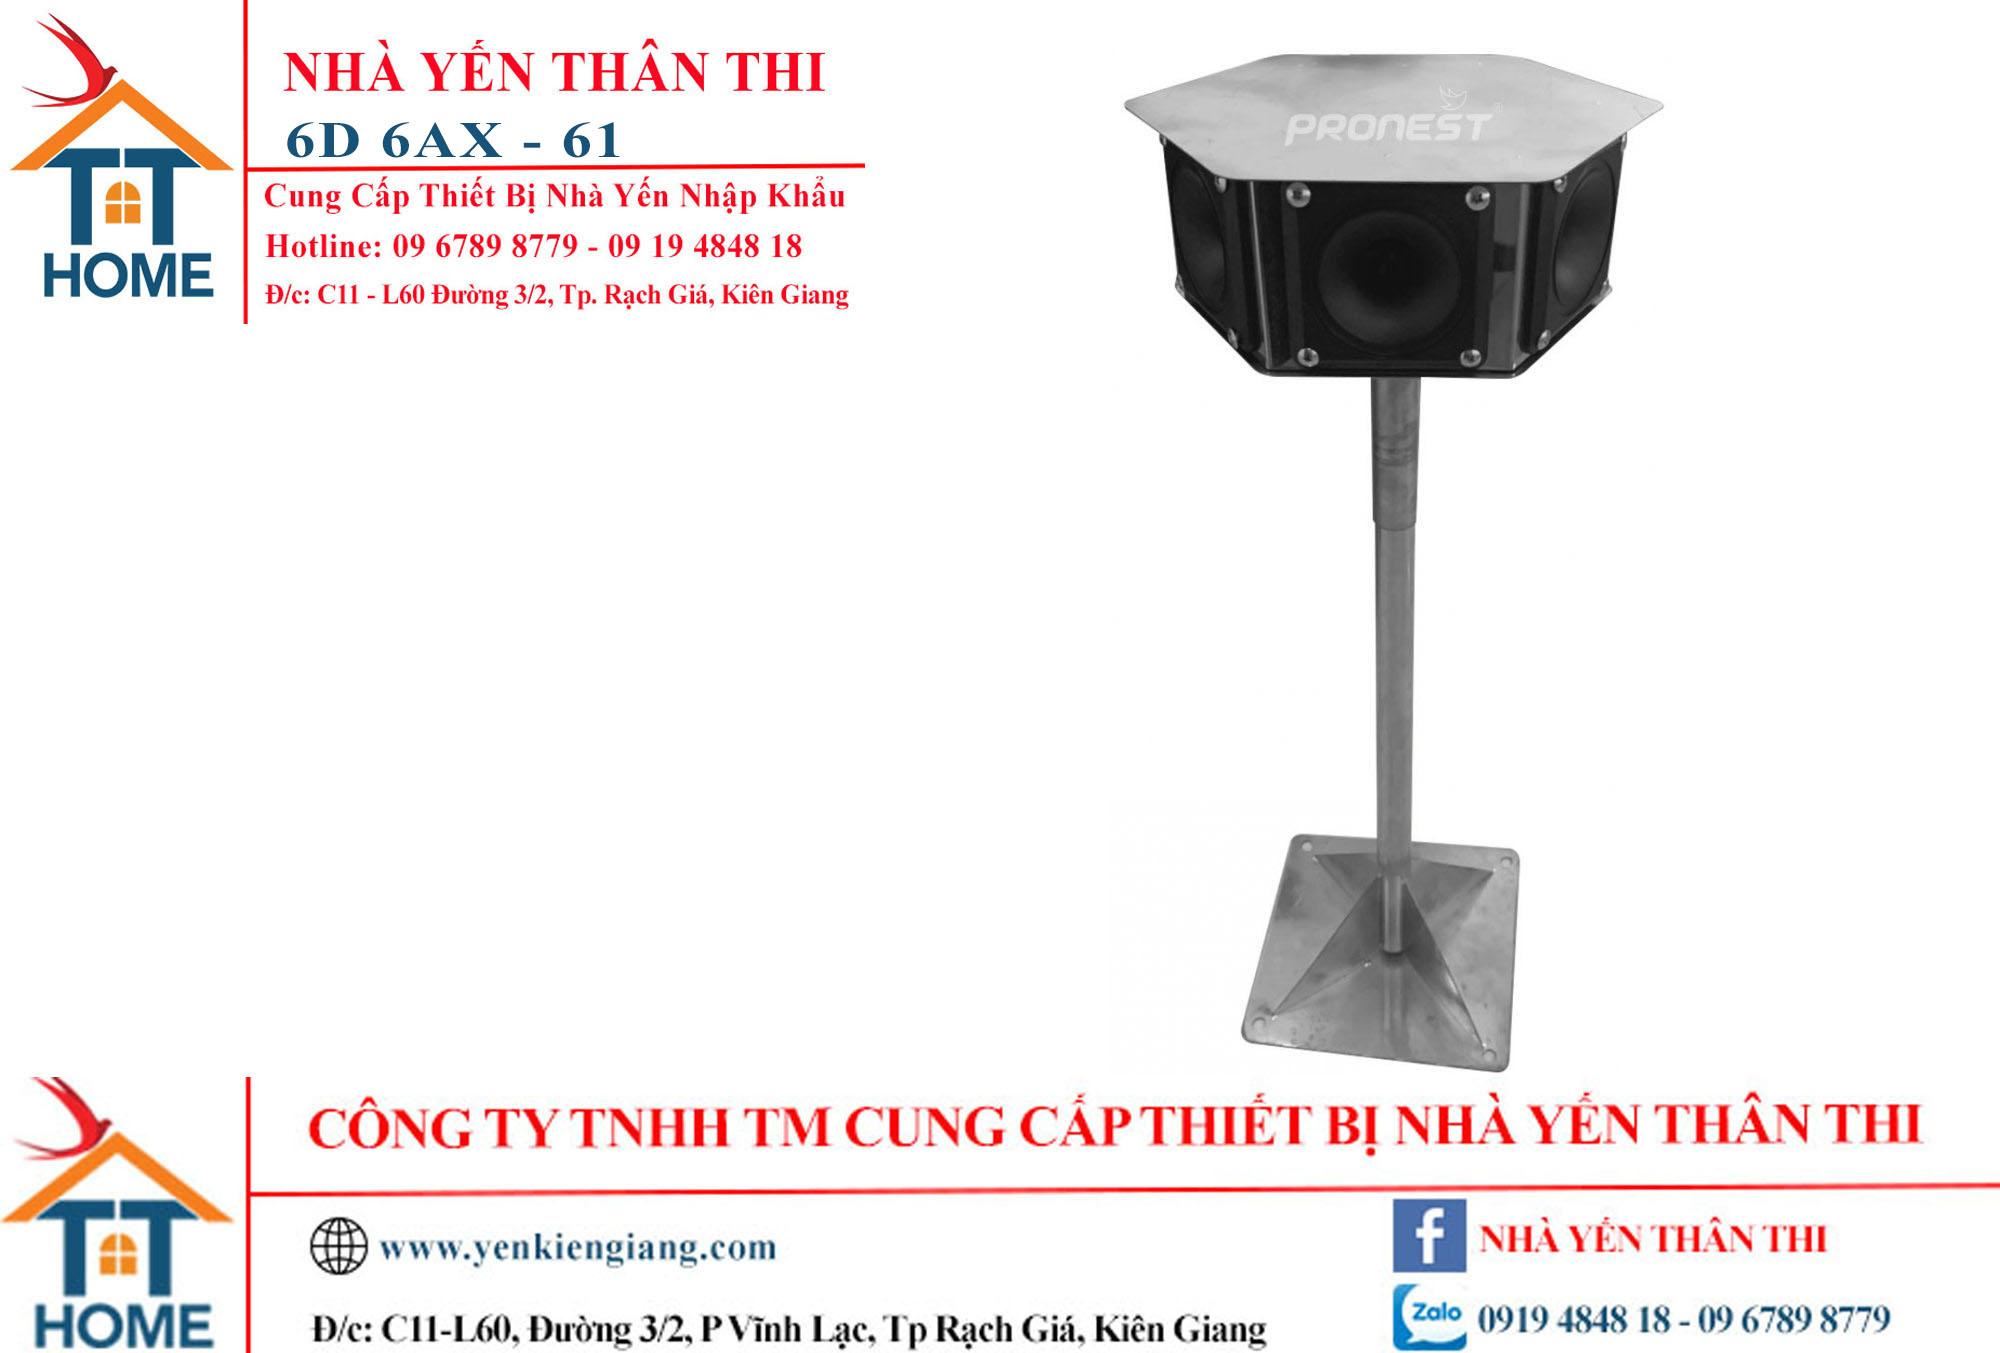 NHÀ YẾN THÂN THI
6D 6AX - 61
Cung Cấp Thiết Bị Nhà Yến Nhập Khẩu
Hotline: 09 6789 8779 - 09 19 4848 18
Đ/c: C11 - L60 Đường 3/2, Tp. Rạch Giá, Kiên Giang
TT
HOME
PRONEST®
CÔNG TY TNHH TM CUNG CẤP THIẾT BỊ NHÀ YẾN THÂN THI
TT
HOME
www.yenkiengiang.com
f NHÀ YẾN THÂN THI
Đ/c: C11-L60, Đường 3/2, P Vĩnh Lạc, Tp Rạch Giá, Kiên Giang
Zalo 0919 4848 18 - 09 6789 8779